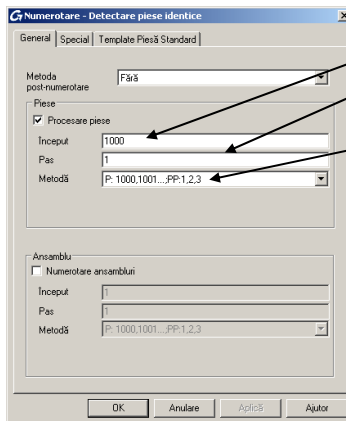 Numerotare - Detectare piese identice
General Special Template Piesă Standard
Metoda post-numerotare Fără
Piese
Procesare piese
Început 1000
Pas 1
Metodă P: 1000,1001...;PP:1,2,3
Ansamblu
Numerotare ansambluri
Început 1
Pas 1
Metodă P: 1000,1001...;PP:1,2,3
OK Anulare Aplică Ajutor